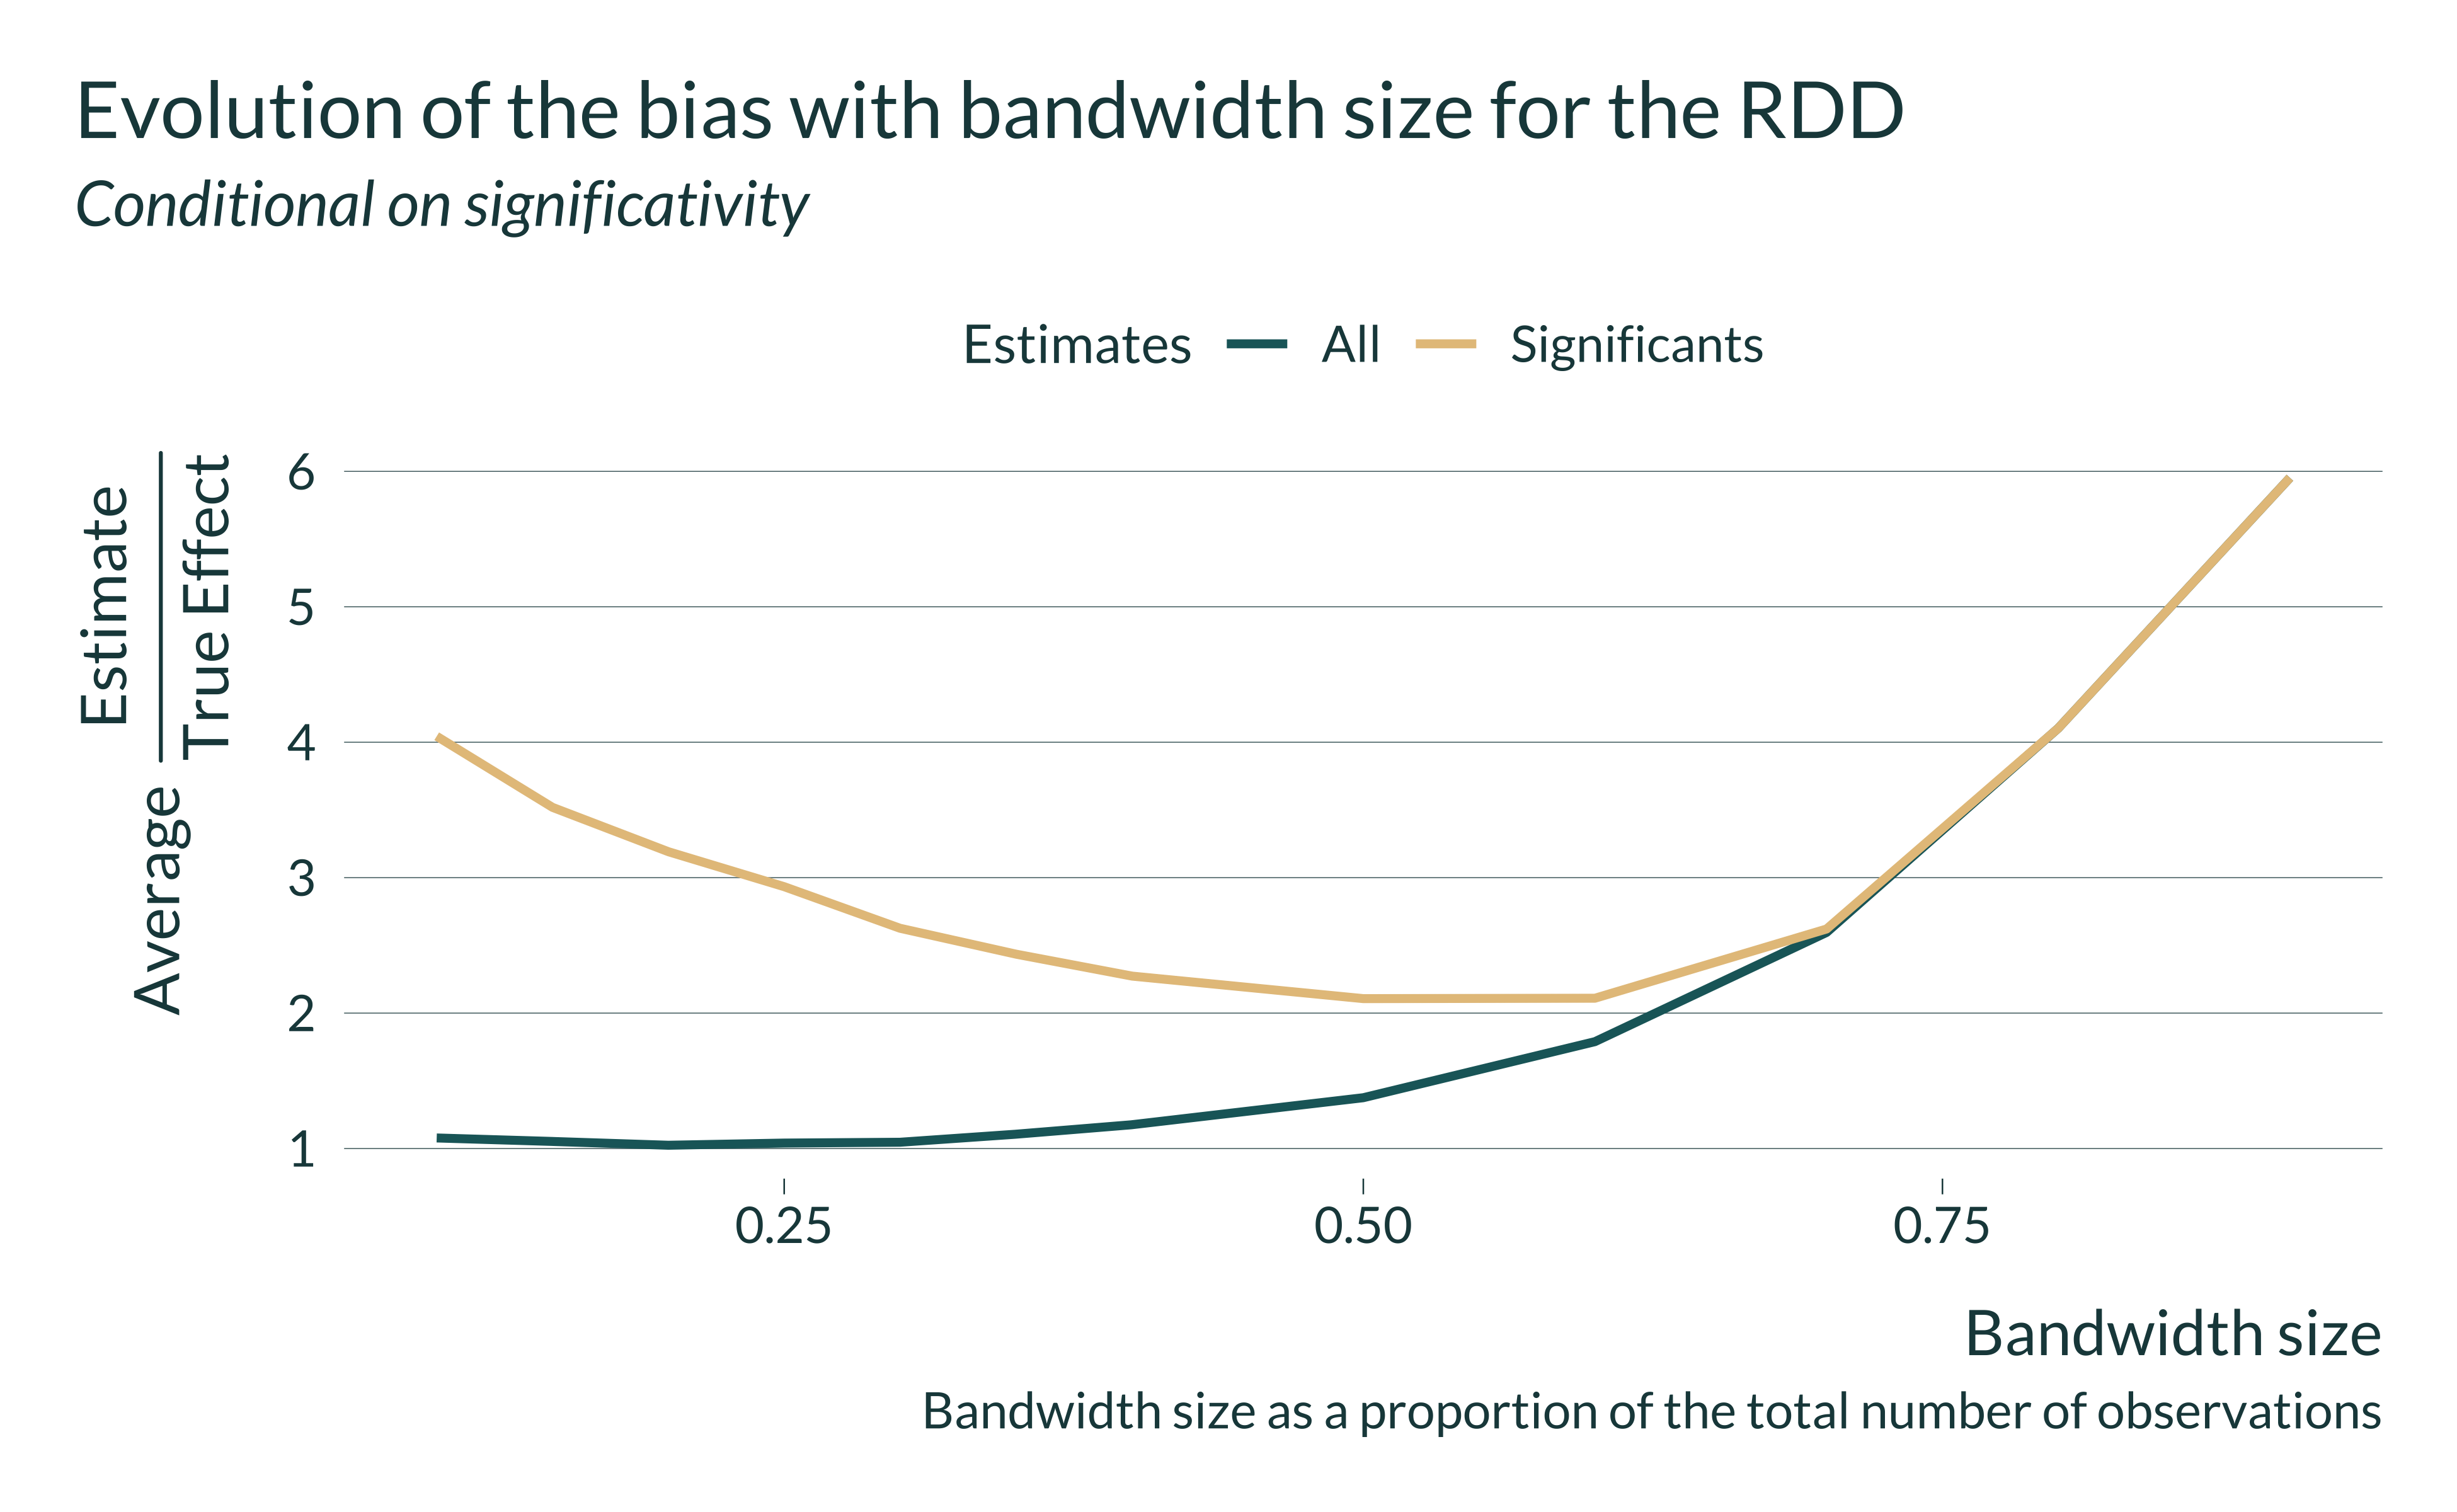 Evolution of the bias with bandwidth size for the RDD
Conditional on significativity
Estimates All Significants
Average Estimate
True Effect
6
5
4
3
2
1
0.25 0.50 0.75
Bandwidth size
Bandwidth size as a proportion of the total number of observations